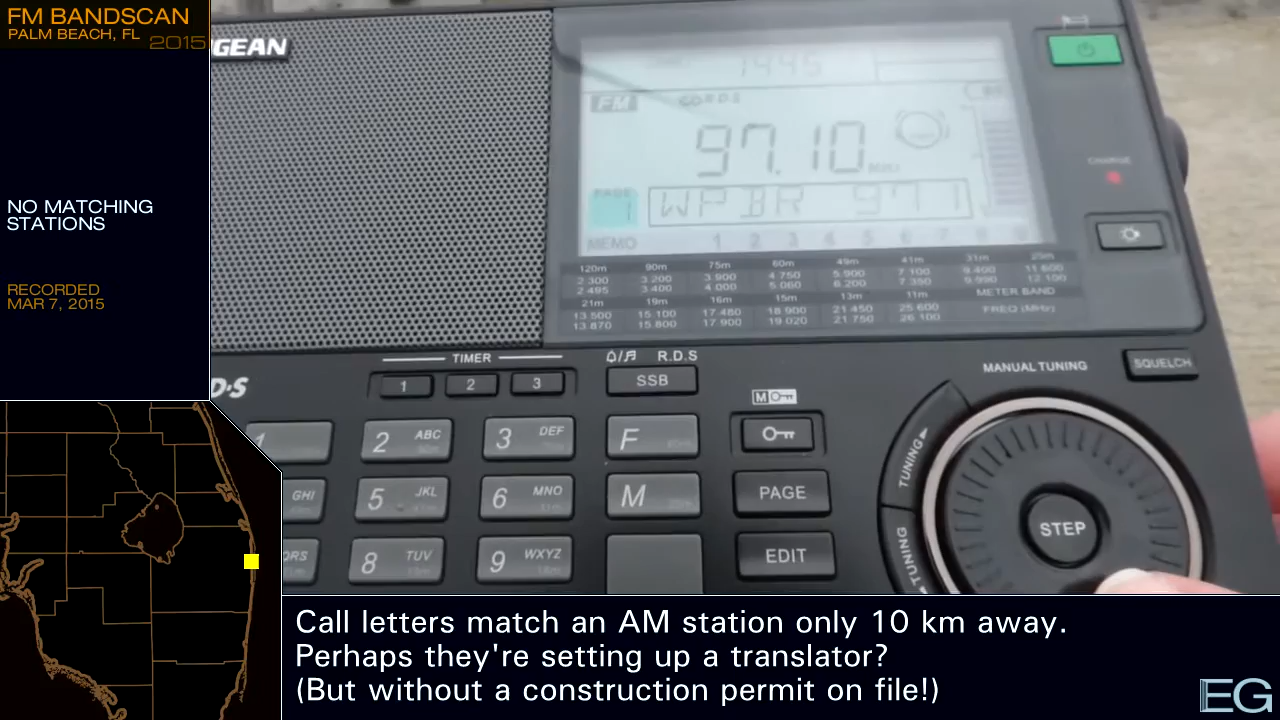 FM BANDSCAN
PALM BEACH, FL
2015
GEAN
1445
FM
R.D.S
97.10
MHz
PAGE
1
WPBR 971
MEMO
1 2 3 4 5 6 7 8 9
CHARGE
NO MATCHING
STATIONS
RECORDED
MAR 7, 2015
120m 90m 75m 60m 49m 41m 31m 25m
2.300 3.200 3.900 4.750 5.900 7.100 9.400 11.600
2.495 3.400 4.000 5.060 6.200 7.350 9.990 12.100
21m 19m 16m 15m 13m 11m METER BAND
13.500 15.100 17.480 18.900 21.450 25.600 FREQ (MHz)
13.870 15.800 17.900 19.020 21.750 26.100
D·S
TIMER
1 2 3
R.D.S
SSB
MANUAL TUNING
SQUELCH
M
1
2 ABC
3 DEF
F
TUNING
GHI
5 JKL
6 MNO
M
PAGE
STEP
QRS
8 TUV
9 WXYZ
EDIT
TUNING
Call letters match an AM station only 10 km away.
Perhaps they're setting up a translator?
(But without a construction permit on file!)
EG